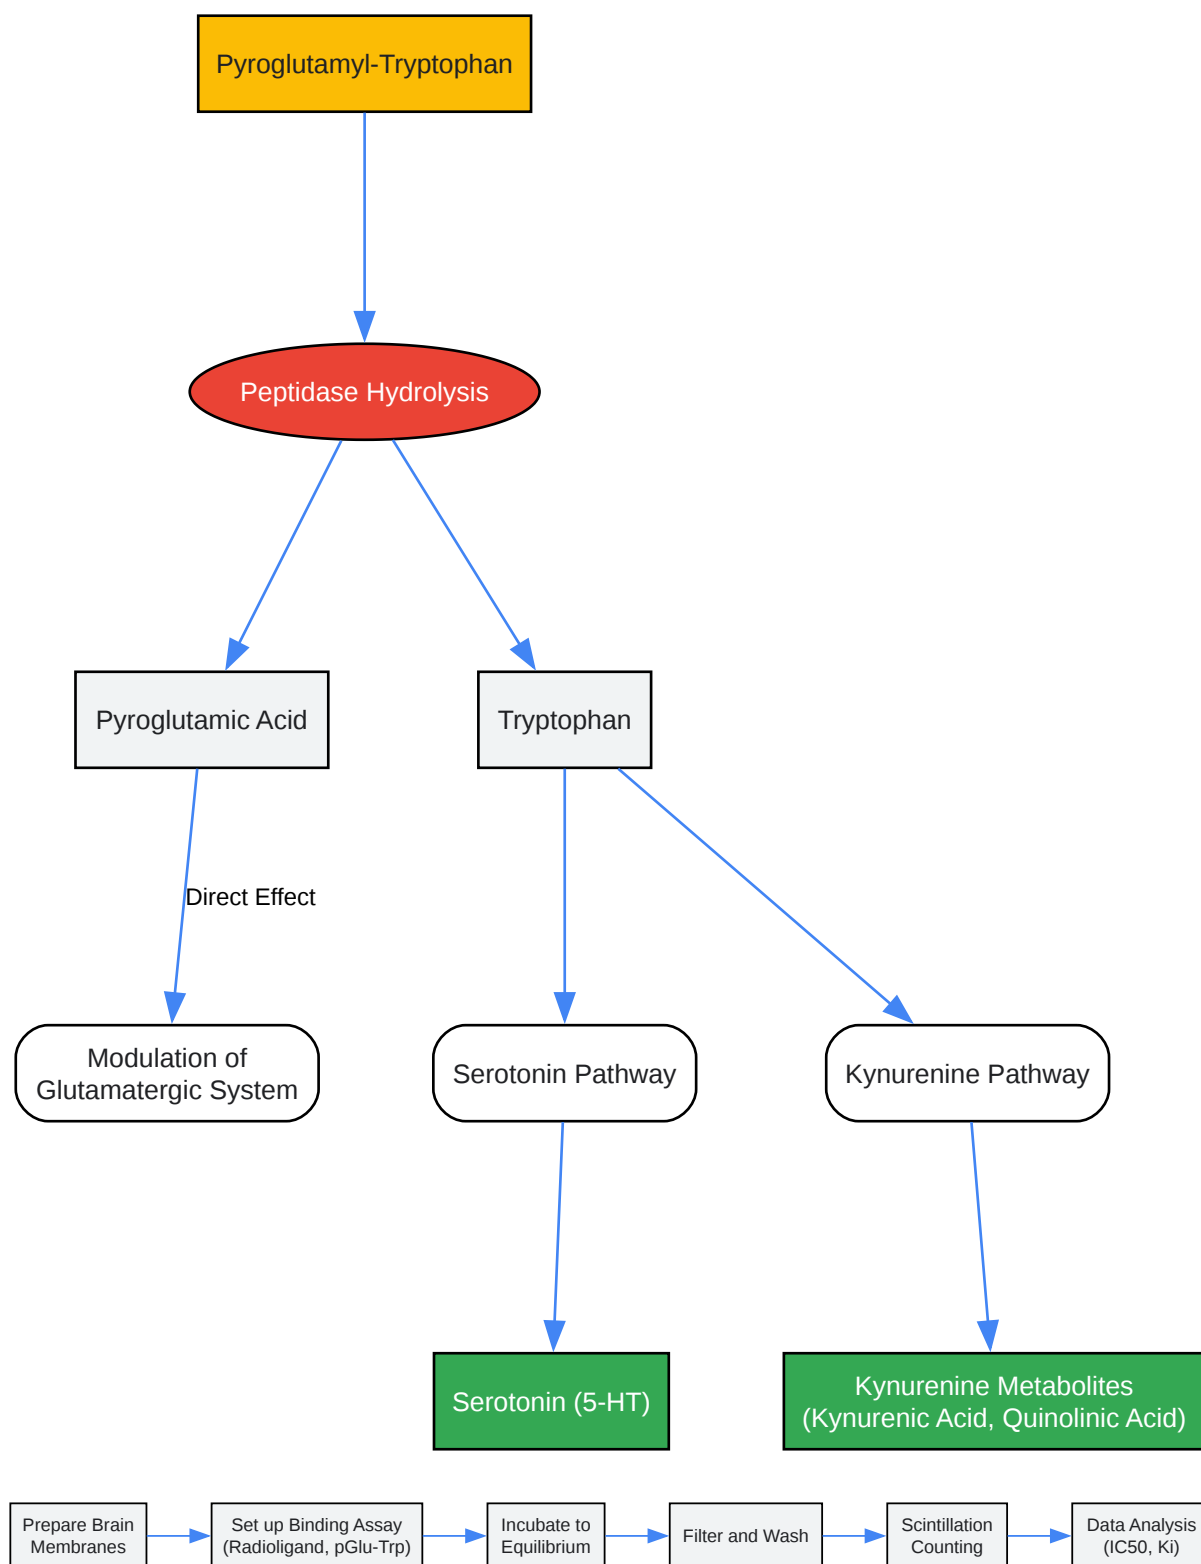 Pyroglutamyl-Tryptophan
Peptidase Hydrolysis
Pyroglutamic Acid
Tryptophan
Direct Effect
Modulation of
Glutamatergic System
Serotonin Pathway
Kynurenine Pathway
Serotonin (5-HT)
Kynurenine Metabolites
(Kynurenic Acid, Quinolinic Acid)
Prepare Brain
Membranes
Set up Binding Assay
(Radioligand, pGlu-Trp)
Incubate to
Equilibrium
Filter and Wash
Scintillation
Counting
Data Analysis
(IC50, Ki)